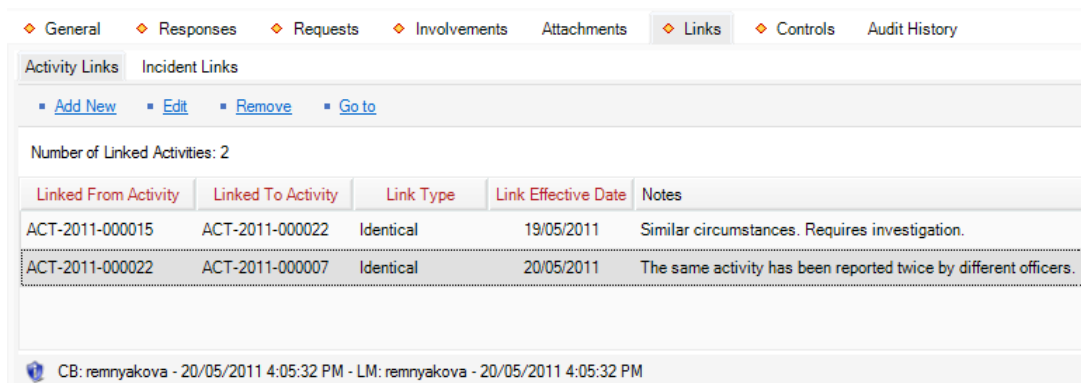 General Responses Requests Involvements Attachments Links Controls Audit History
Activity Links Incident Links
Add New Edit Remove Go to
Number of Linked Activities: 2
Linked From Activity Linked To Activity Link Type Link Effective Date Notes
ACT-2011-000015 ACT-2011-000022 Identical 19/05/2011 Similar circumstances. Requires investigation.
ACT-2011-000022 ACT-2011-000007 Identical 20/05/2011 The same activity has been reported twice by different officers.
CB: remnyakova - 20/05/2011 4:05:32 PM - LM: remnyakova - 20/05/2011 4:05:32 PM